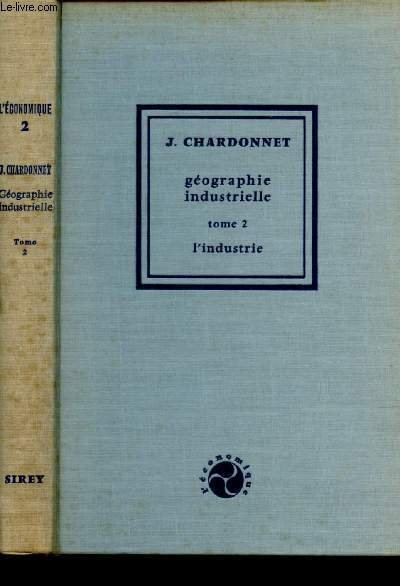 Le-livre.com
L'ÉCONOMIQUE
2
J. CHARDONNET
Géographie
industrielle
Tome
2
SIREY
J. CHARDONNET
géographie
industrielle
tome 2
l'industrie
l'économique